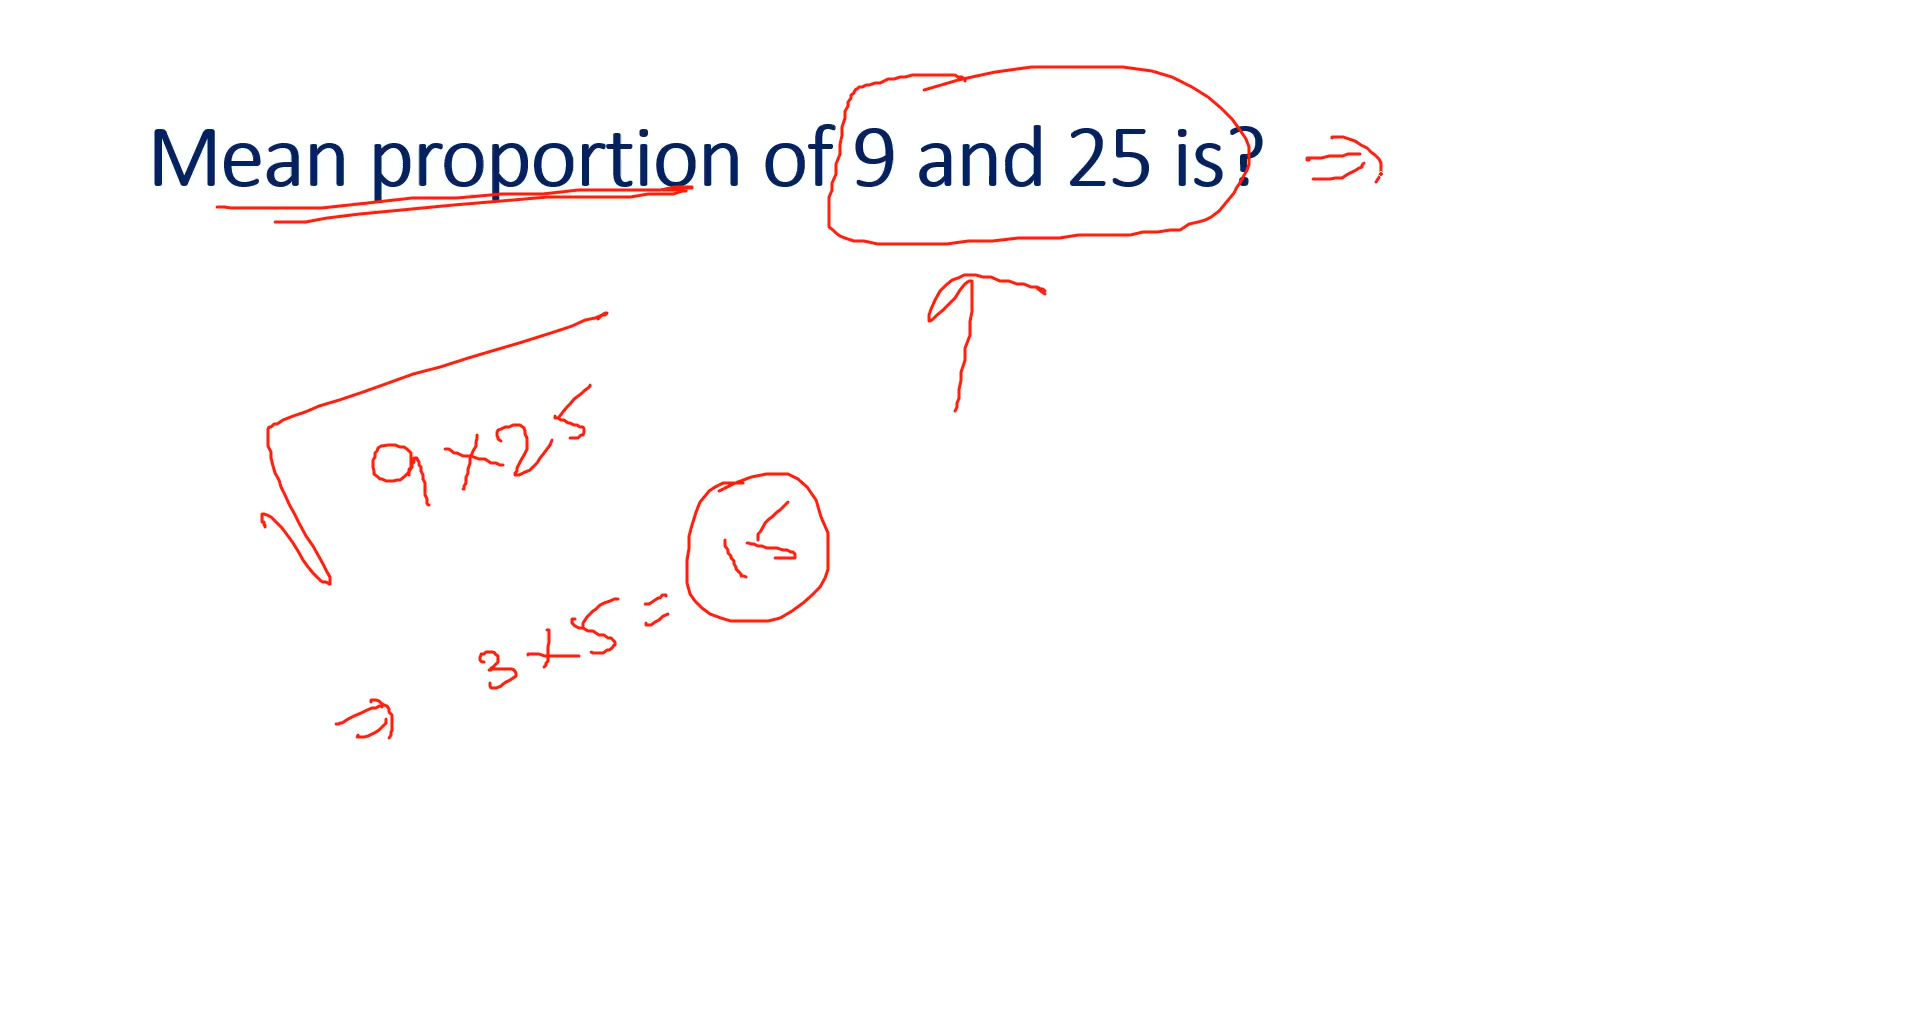 Mean proportion of 9 and 25 is? ⇒
√9×25
⇒ 3×5=15